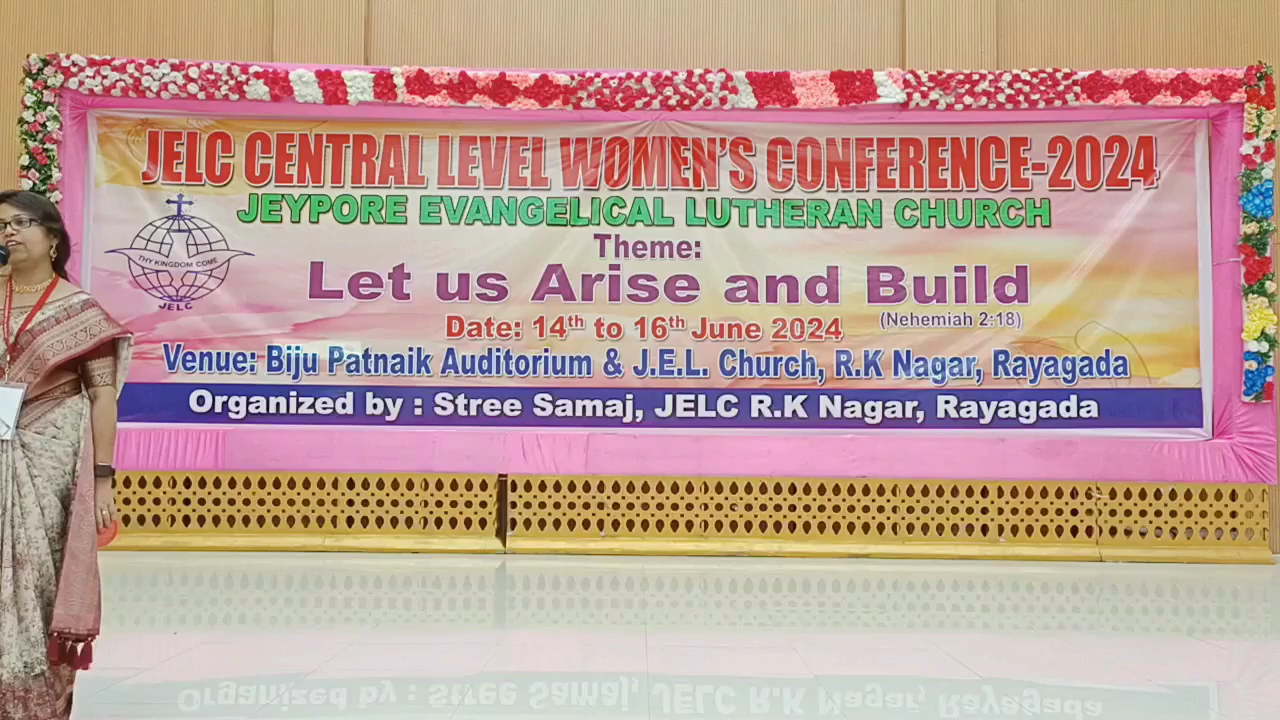 JELC CENTRAL LEVEL WOMEN'S CONFERENCE-2024
JEYPORE EVANGELICAL LUTHERAN CHURCH
THY KINGDOM COME
JELC
Theme:
Let us Arise and Build
(Nehemiah 2:18)
Date: 14th to 16th June 2024
Venue: Biju Patnaik Auditorium & J.E.L. Church, R.K Nagar, Rayagada
Organized by : Stree Samaj, JELC R.K Nagar, Rayagada